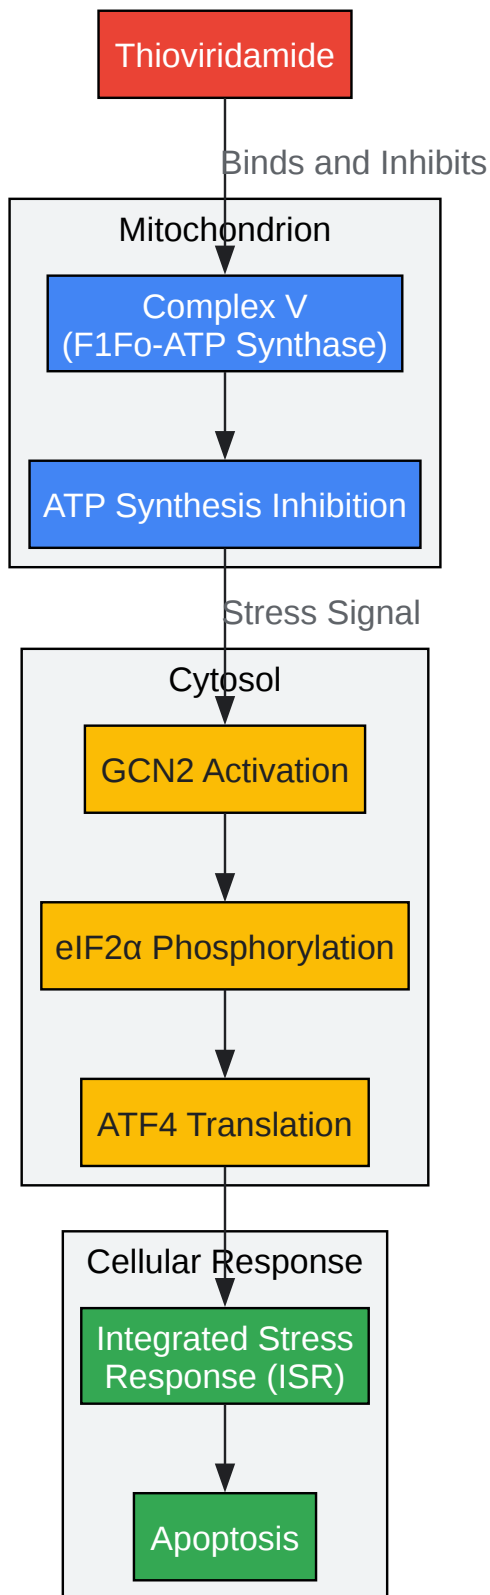 Thioviridamide
Binds and Inhibits
Mitochondrion
Complex V
(F1Fo-ATP Synthase)
ATP Synthesis Inhibition
Stress Signal
Cytosol
GCN2 Activation
eIF2α Phosphorylation
ATF4 Translation
Cellular Response
Integrated Stress
Response (ISR)
Apoptosis